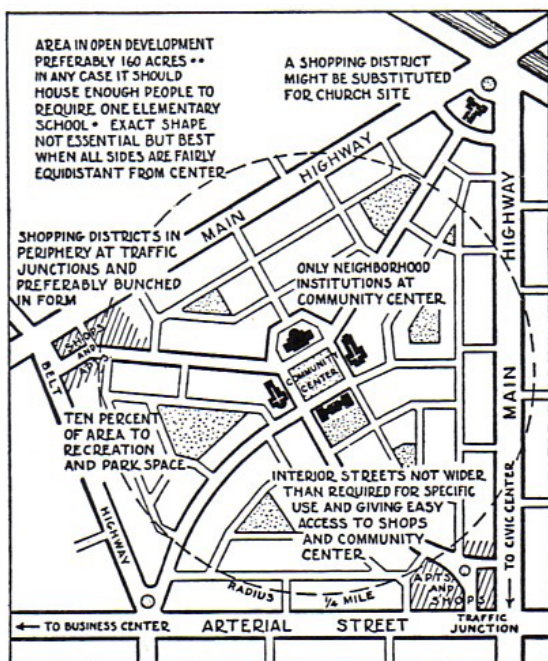 AREA IN OPEN DEVELOPMENT
PREFERABLY 160 ACRES ••
IN ANY CASE IT SHOULD
HOUSE ENOUGH PEOPLE TO
REQUIRE ONE ELEMENTARY
SCHOOL • EXACT SHAPE
NOT ESSENTIAL BUT BEST
WHEN ALL SIDES ARE FAIRLY
EQUIDISTANT FROM CENTER
A SHOPPING DISTRICT
MIGHT BE SUBSTITUTED
FOR CHURCH SITE
MAIN HIGHWAY
HIGHWAY
MAIN
SHOPPING DISTRICTS IN
PERIPHERY AT TRAFFIC
JUNCTIONS AND
PREFERABLY BUNCHED
IN FORM
ONLY NEIGHBORHOOD
INSTITUTIONS AT
COMMUNITY CENTER
SHOPS
AND
APTS
BELT
HIGHWAY
COMMUNITY
CENTER
TEN PERCENT
OF AREA TO
RECREATION
AND PARK SPACE
INTERIOR STREETS NOT WIDER
THAN REQUIRED FOR SPECIFIC
USE AND GIVING EASY
ACCESS TO SHOPS
AND COMMUNITY
CENTER
TO CIVIC CENTER
APTS.
AND
SHOPS
RADIUS 1/4 MILE
TO BUSINESS CENTER
ARTERIAL STREET
TRAFFIC
JUNCTION